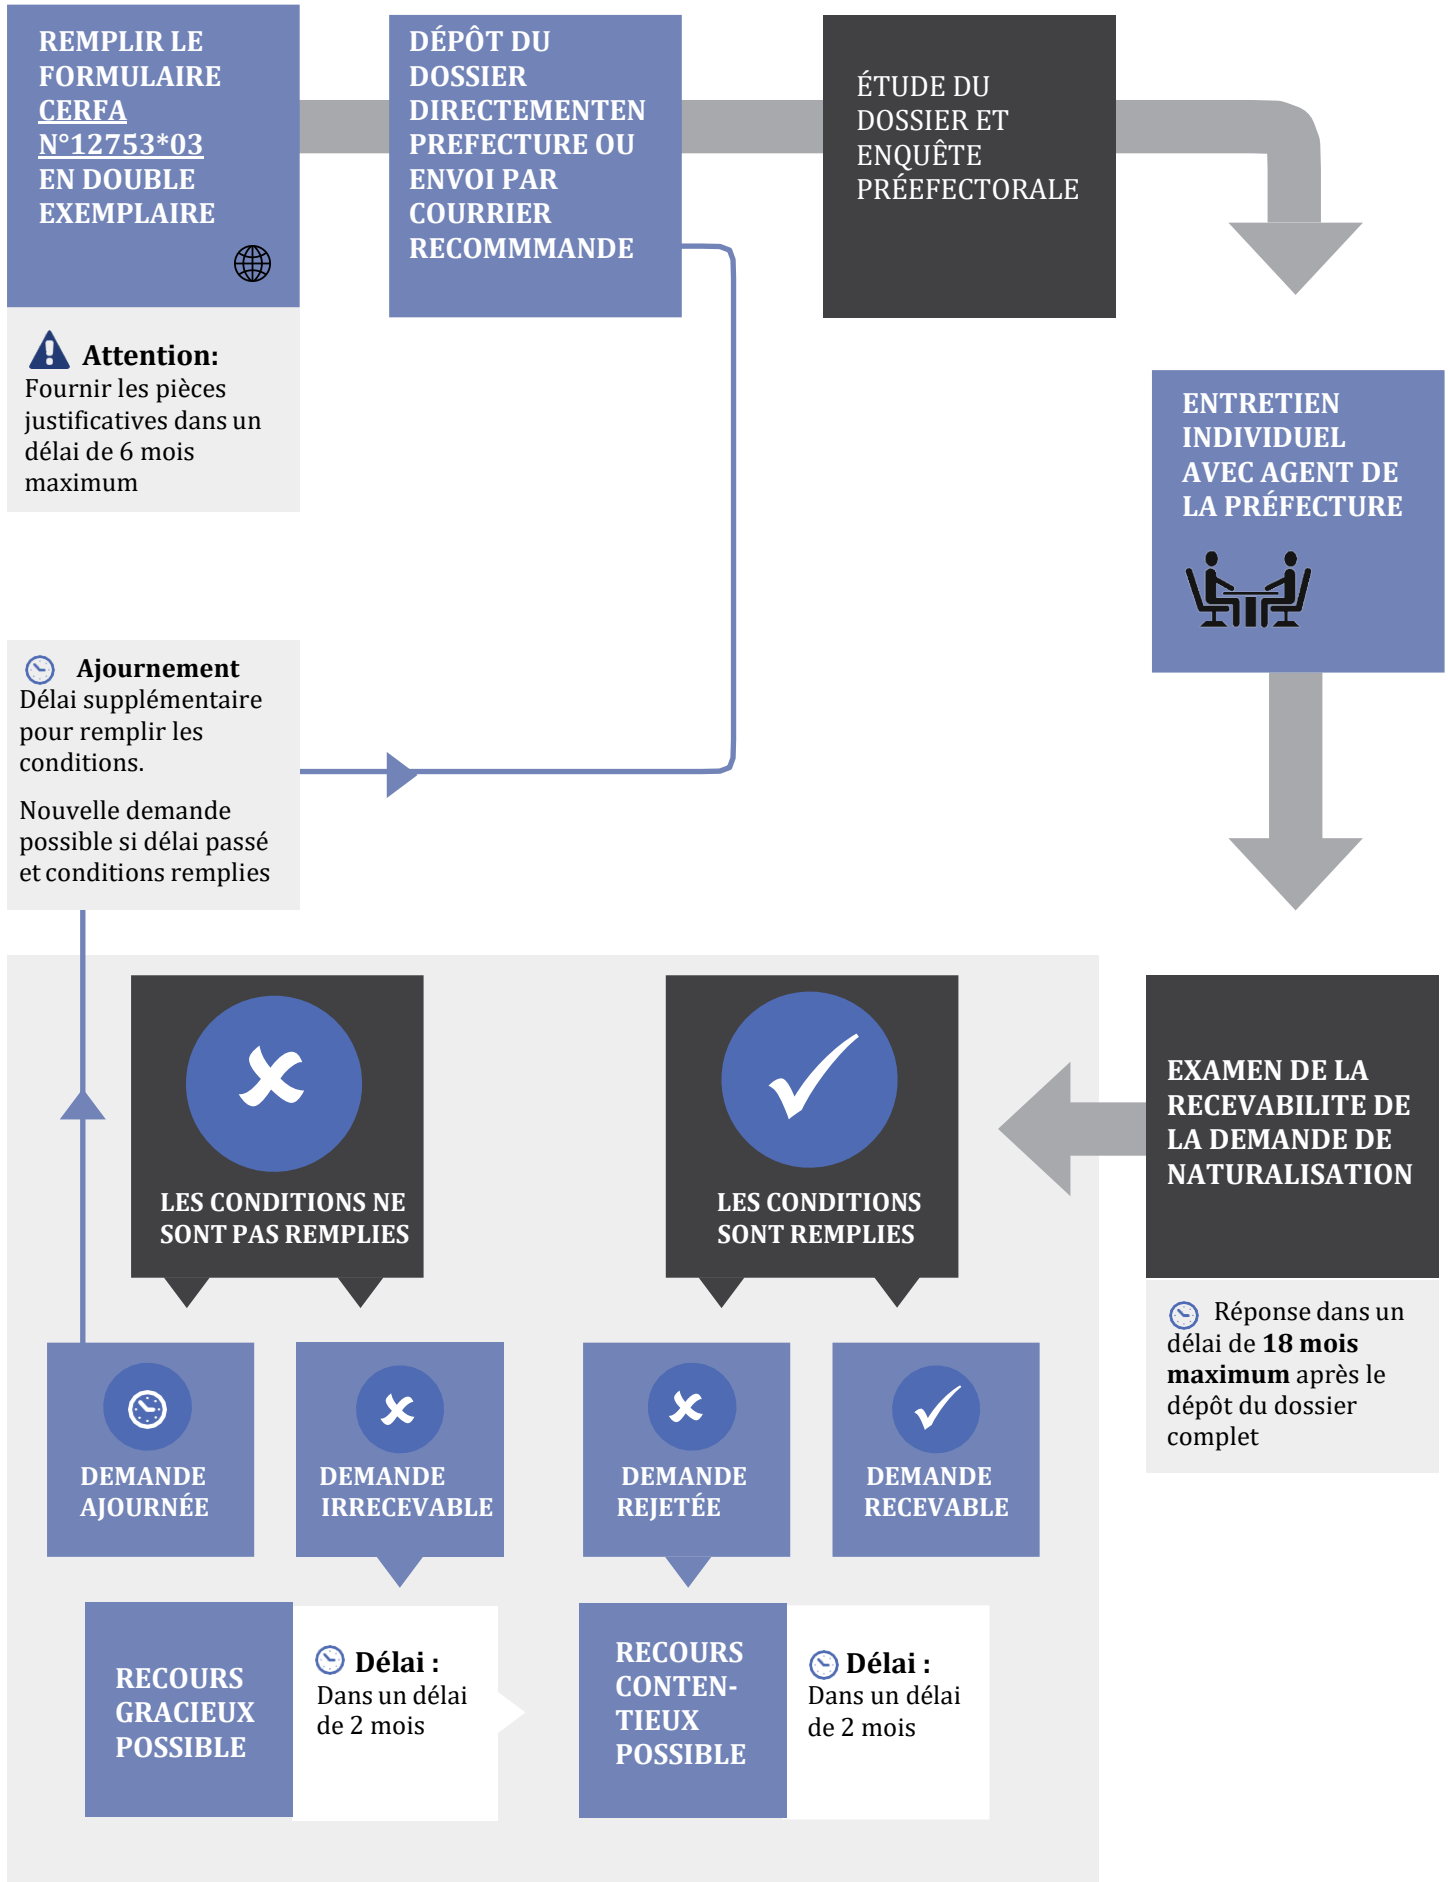 REMPLIR LE
FORMULAIRE
CERFA
N°12753*03
EN DOUBLE
EXEMPLAIRE
Attention:
Fournir les pièces
justificatives dans un
délai de 6 mois
maximum
DÉPÔT DU
DOSSIER
DIRECTEMENTEN
PREFECTURE OU
ENVOI PAR
COURRIER
RECOMMMANDE
ÉTUDE DU
DOSSIER ET
ENQUÊTE
PRÉEFECTORALE
ENTRETIEN
INDIVIDUEL
AVEC AGENT DE
LA PRÉFECTURE
Ajournement
Délai supplémentaire
pour remplir les
conditions.
Nouvelle demande
possible si délai passé
et conditions remplies
EXAMEN DE LA
RECEVABILITE DE
LA DEMANDE DE
NATURALISATION
Réponse dans un
délai de 18 mois
maximum après le
dépôt du dossier
complet
LES CONDITIONS NE
SONT PAS REMPLIES
LES CONDITIONS
SONT REMPLIES
DEMANDE
AJOURNÉE
DEMANDE
IRRECEVABLE
DEMANDE
REJETÉE
DEMANDE
RECEVABLE
RECOURS
GRACIEUX
POSSIBLE
Délai :
Dans un délai
de 2 mois
RECOURS
CONTEN-
TIEUX
POSSIBLE
Délai :
Dans un délai
de 2 mois